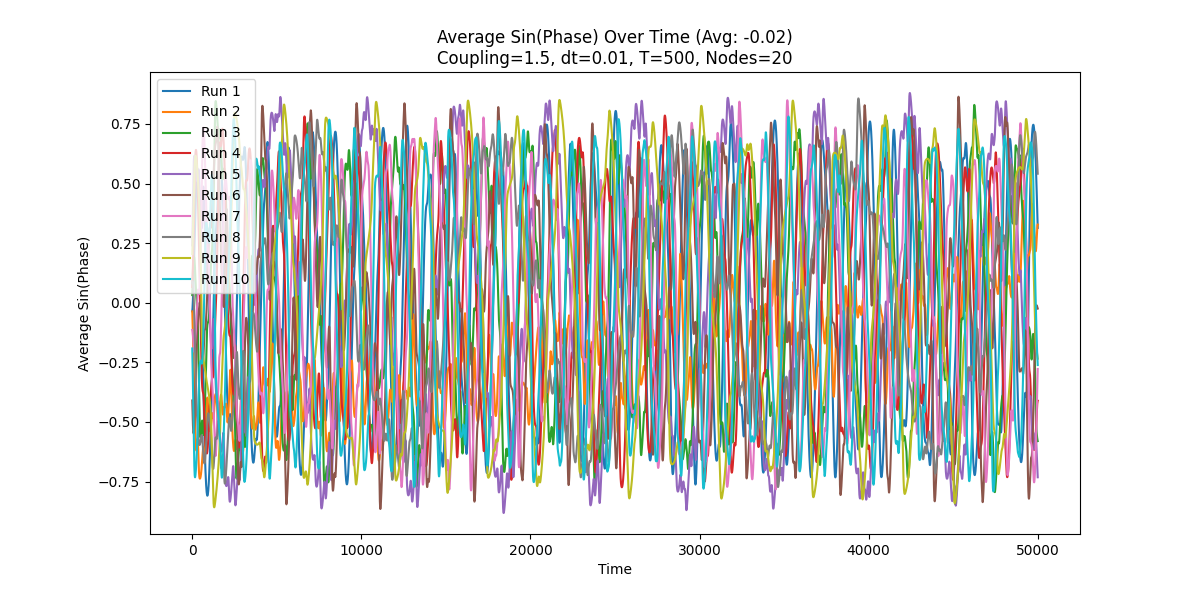 Average Sin(Phase) Over Time (Avg: -0.02)
Coupling=1.5, dt=0.01, T=500, Nodes=20
Run 1
Run 2
Run 3
Run 4
Run 5
Run 6
Run 7
Run 8
Run 9
Run 10
Average Sin(Phase)
0.75
0.50
0.25
0.00
−0.25
−0.50
−0.75
0
10000
20000
30000
40000
50000
Time